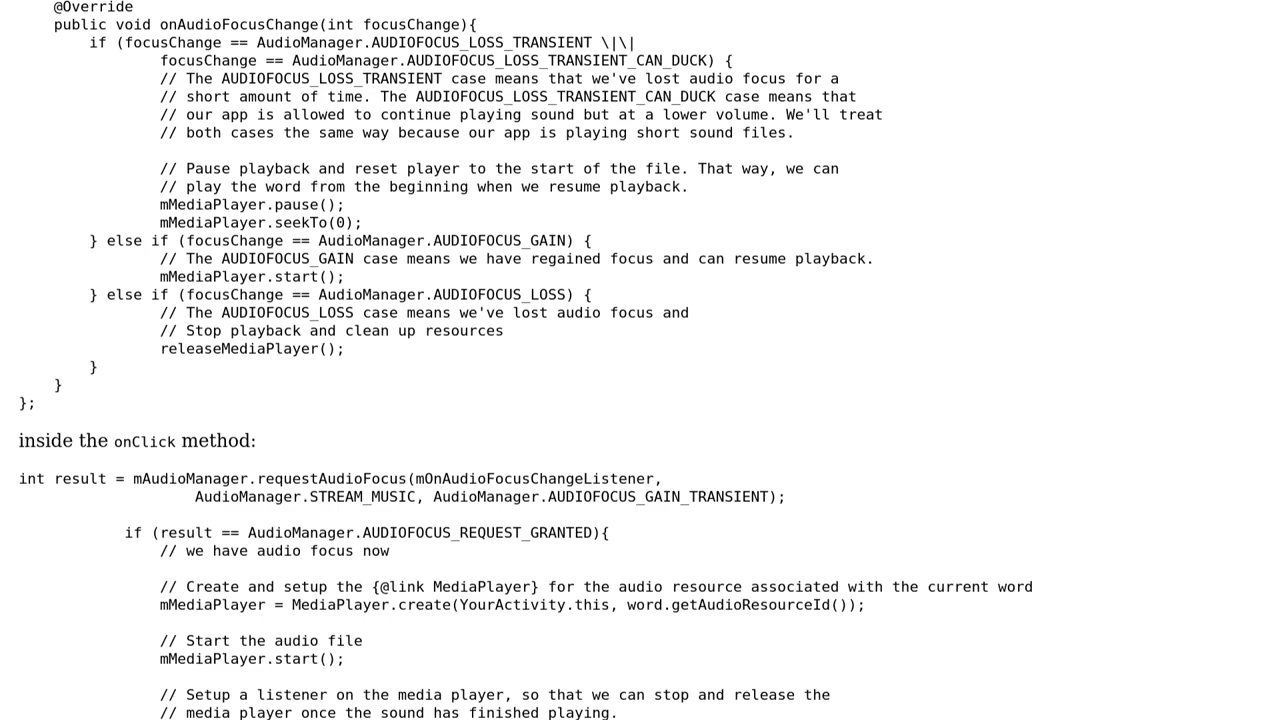 @Override
public void onAudioFocusChange(int focusChange){
if (focusChange == AudioManager.AUDIOFOCUS_LOSS_TRANSIENT \|\|
focusChange == AudioManager.AUDIOFOCUS_LOSS_TRANSIENT_CAN_DUCK) {
// The AUDIOFOCUS_LOSS_TRANSIENT case means that we've lost audio focus for a
// short amount of time. The AUDIOFOCUS_LOSS_TRANSIENT_CAN_DUCK case means that
// our app is allowed to continue playing sound but at a lower volume. We'll treat
// both cases the same way because our app is playing short sound files.
// Pause playback and reset player to the start of the file. That way, we can
// play the word from the beginning when we resume playback.
mMediaPlayer.pause();
mMediaPlayer.seekTo(0);
} else if (focusChange == AudioManager.AUDIOFOCUS_GAIN) {
// The AUDIOFOCUS_GAIN case means we have regained focus and can resume playback.
mMediaPlayer.start();
} else if (focusChange == AudioManager.AUDIOFOCUS_LOSS) {
// The AUDIOFOCUS_LOSS case means we've lost audio focus and
// Stop playback and clean up resources
releaseMediaPlayer();
}
}
};
inside the onClick method:
int result = mAudioManager.requestAudioFocus(mOnAudioFocusChangeListener,
AudioManager.STREAM_MUSIC, AudioManager.AUDIOFOCUS_GAIN_TRANSIENT);
if (result == AudioManager.AUDIOFOCUS_REQUEST_GRANTED){
// we have audio focus now
// Create and setup the {@link MediaPlayer} for the audio resource associated with the current word
mMediaPlayer = MediaPlayer.create(YourActivity.this, word.getAudioResourceId());
// Start the audio file
mMediaPlayer.start();
// Setup a listener on the media player, so that we can stop and release the
// media player once the sound has finished playing.